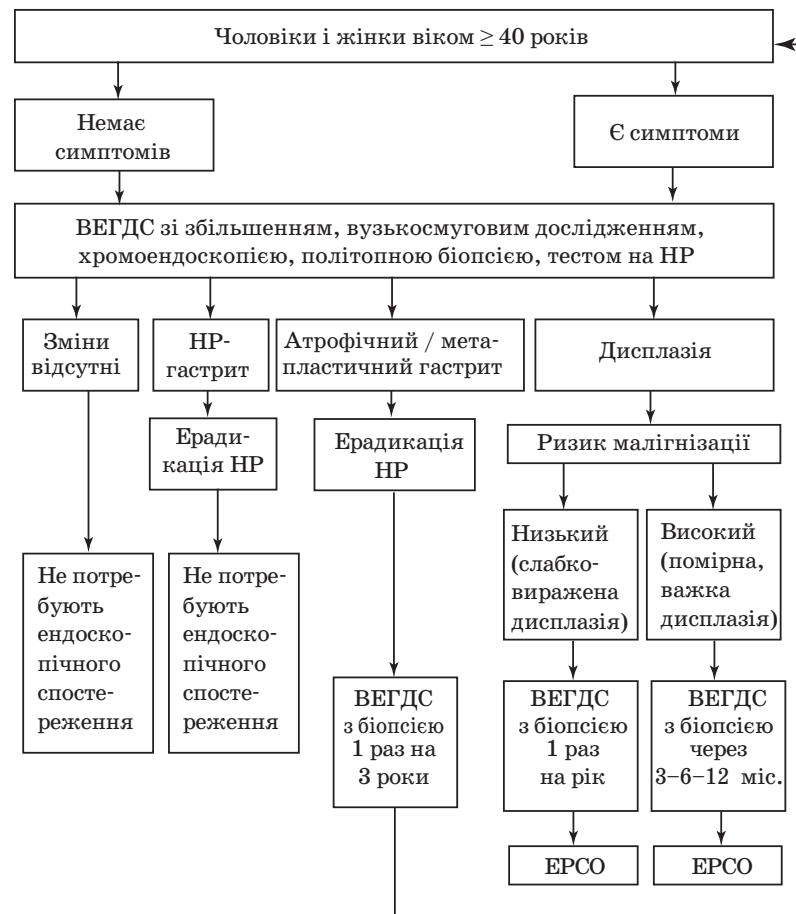 Чоловіки і жінки віком ≥ 40 років
Немає
симптомів
Є симптоми
ВЕГДС зі збільшенням, вузькосмуговим дослідженням,
хромоендоскопією, політопною біопсією, тестом на НР
Зміни
відсутні
НР-
гастрит
Атрофічний / мета-
пластичний гастрит
Дисплазія
Еради-
кація НР
Ерадикація
НР
Ризик малігнізації
Низький
(слабко-
виражена
дисплазія)
Високий
(помірна,
важка
дисплазія)
Не потре-
бують
ендоско-
пічного
спосте-
реження
Не потре-
бують
ендоско-
пічного
спосте-
реження
ВЕГДС
з біопсією
1 раз на
3 роки
ВЕГДС
з біопсією
1 раз
на рік
ВЕГДС
з біопсією
через
3–6–12 міс.
ЕРСО
ЕРСО